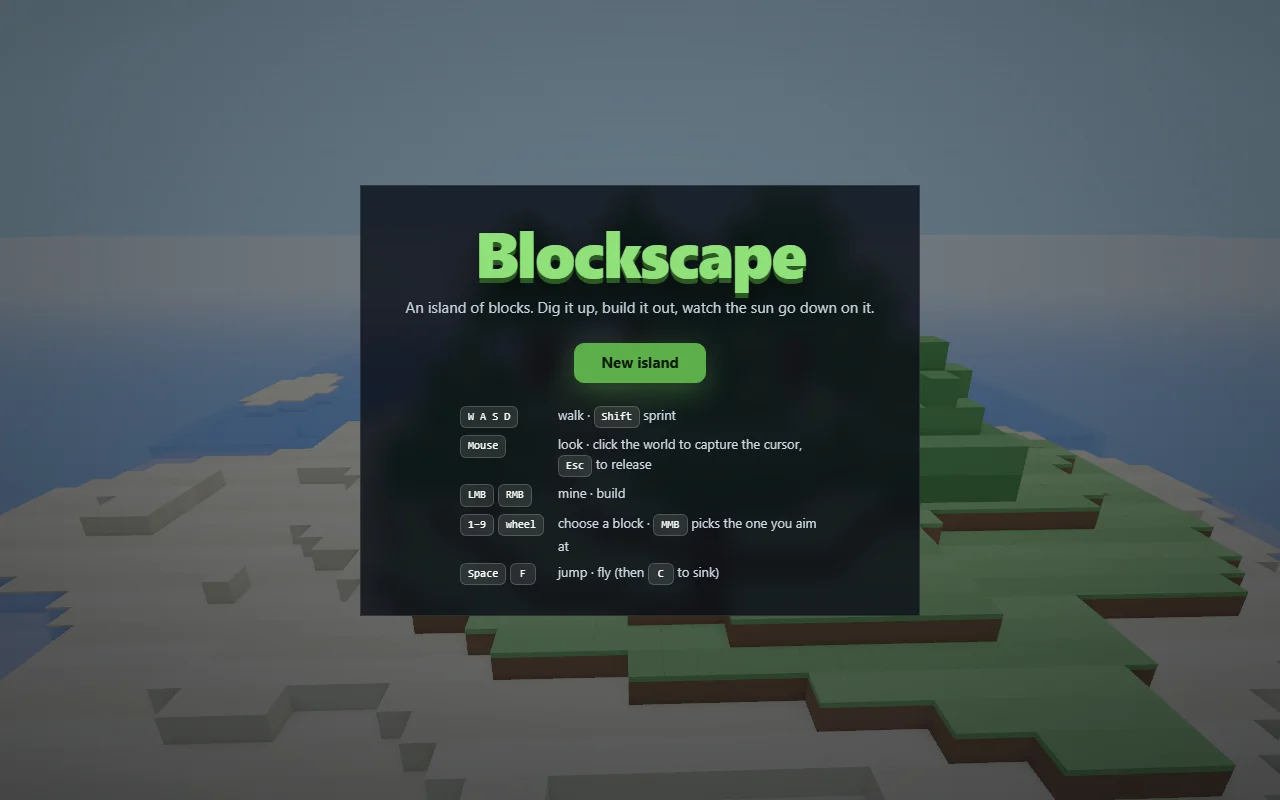 Blockscape
An island of blocks. Dig it up, build it out, watch the sun go down on it.
New island
W A S D walk · Shift sprint
Mouse look · click the world to capture the cursor,
Esc to release
LMB RMB mine · build
1–9 wheel choose a block · MMB picks the one you aim
at
Space F jump · fly (then C to sink)